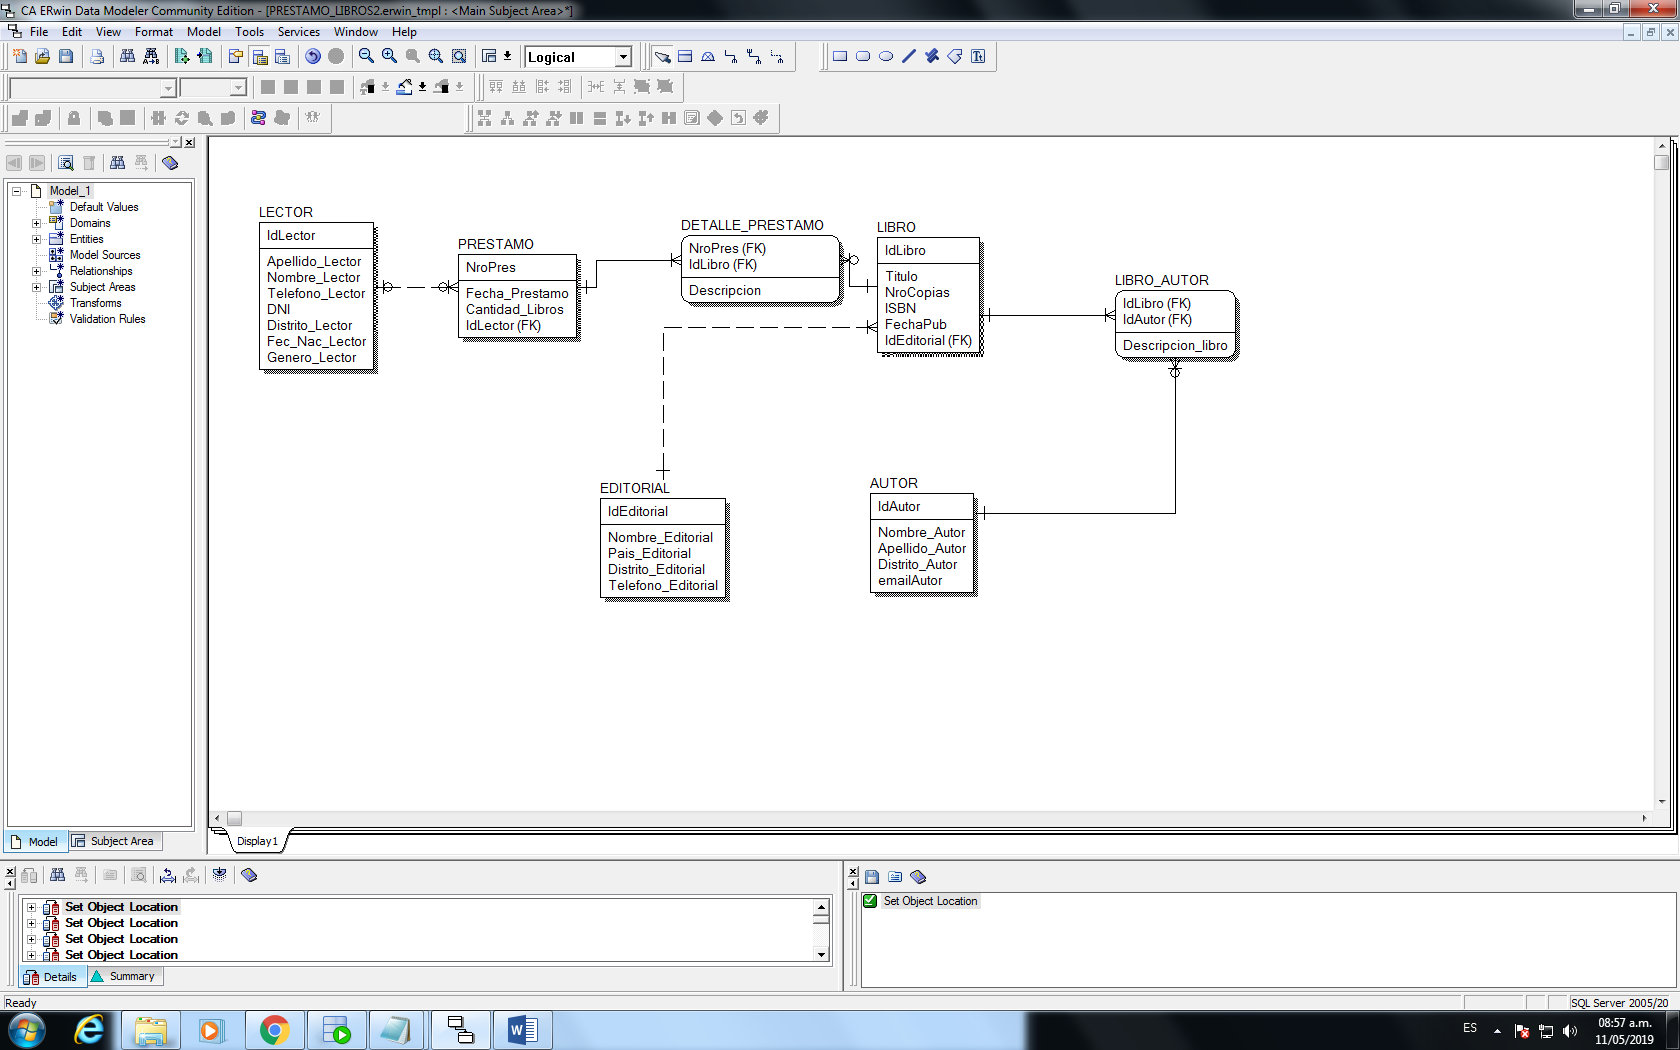 CA ERwin Data Modeler Community Edition - [PRESTAMO_LIBROS2.erwin_tmpl : <Main Subject Area>*]
File Edit View Format Model Tools Services Window Help
Logical
Model_1
Default Values
Domains
Entities
Model Sources
Relationships
Subject Areas
Transforms
Validation Rules
Model
Subject Area
LECTOR
IdLector
Apellido_Lector
Nombre_Lector
Telefono_Lector
DNI
Distrito_Lector
Fec_Nac_Lector
Genero_Lector
PRESTAMO
NroPres
Fecha_Prestamo
Cantidad_Libros
IdLector (FK)
DETALLE_PRESTAMO
NroPres (FK)
IdLibro (FK)
Descripcion
LIBRO
IdLibro
Titulo
NroCopias
ISBN
FechaPub
IdEditorial (FK)
LIBRO_AUTOR
IdLibro (FK)
IdAutor (FK)
Descripcion_libro
EDITORIAL
IdEditorial
Nombre_Editorial
Pais_Editorial
Distrito_Editorial
Telefono_Editorial
AUTOR
IdAutor
Nombre_Autor
Apellido_Autor
Distrito_Autor
emailAutor
Display1
Set Object Location
Set Object Location
Set Object Location
Set Object Location
Details
Summary
Set Object Location
Ready
SQL Server 2005/20
ES
08:57 a.m.
11/05/2019